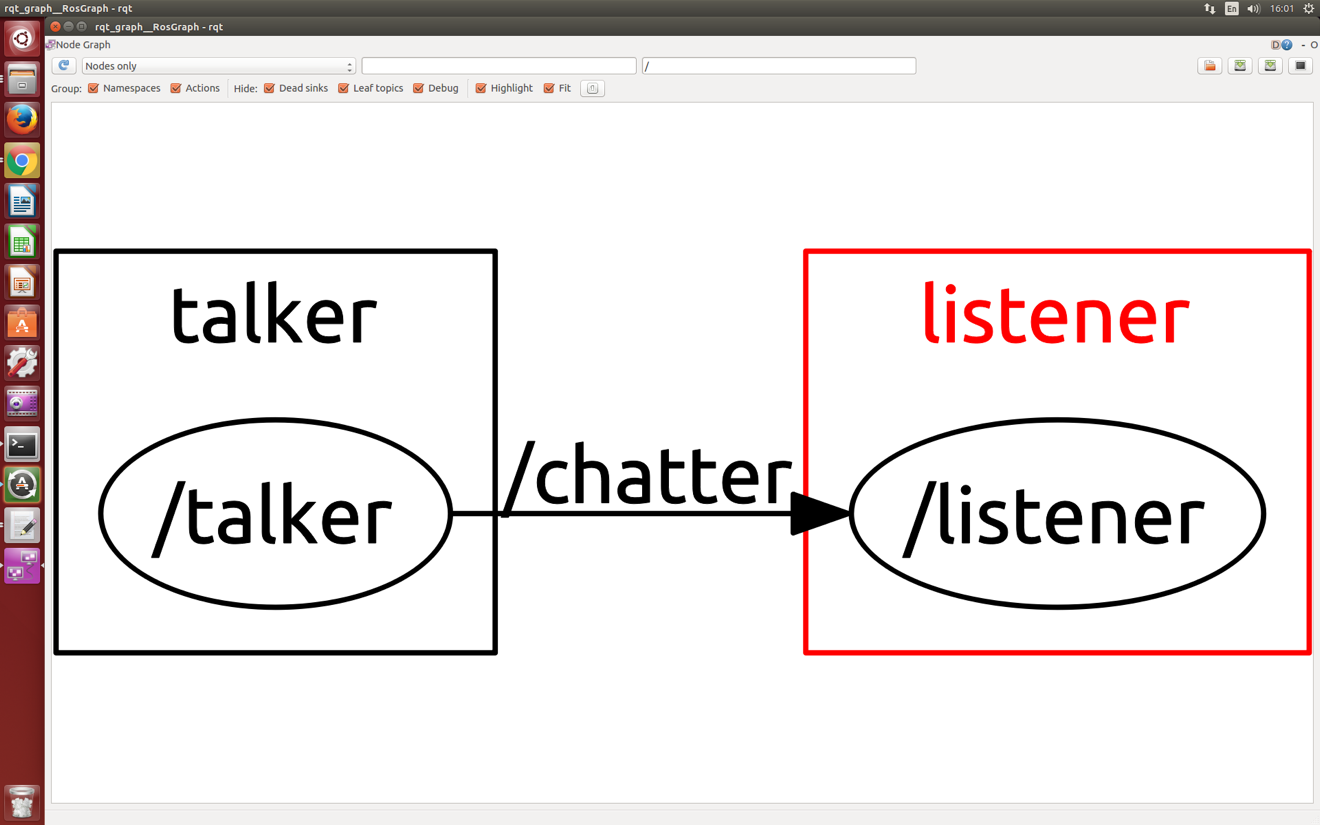 rqt_graph__RosGraph - rqt
En 16:01
rqt_graph__RosGraph - rqt
Node Graph D ? - O
Nodes only /
Group: Namespaces Actions Hide: Dead sinks Leaf topics Debug Highlight Fit
talker
listener
/chatter
/talker
/listener